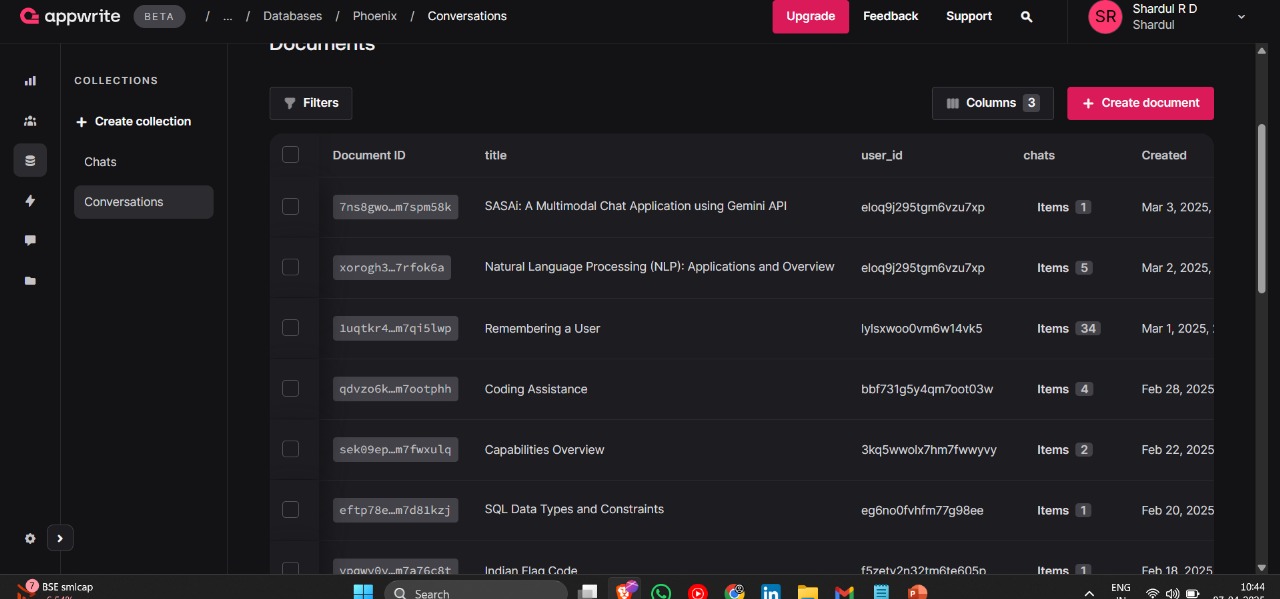 appwrite BETA / ... / Databases / Phoenix / Conversations Upgrade Feedback Support SR Shardul R D
Shardul
Documents
COLLECTIONS
Create collection
Chats
Conversations
Filters Columns 3 Create document
Document ID title user_id chats Created
7ns8gwo…m7spm58k SASAi: A Multimodal Chat Application using Gemini API eloq9j295tgm6vzu7xp Items 1 Mar 3, 2025,
xorogh3…7rfok6a Natural Language Processing (NLP): Applications and Overview eloq9j295tgm6vzu7xp Items 5 Mar 2, 2025,
1uqtkr4…m7qi5lwp Remembering a User lylsxwoo0vm6w14vk5 Items 34 Mar 1, 2025,
qdvzo6k…m7ootphh Coding Assistance bbf731g5y4qm7oot03w Items 4 Feb 28, 2025
sek09ep…m7fwxulq Capabilities Overview 3kq5wwolx7hm7fwwyvy Items 2 Feb 22, 2025
eftp78e…m7d81kzj SQL Data Types and Constraints eg6no0fvhfm77g98ee Items 1 Feb 20, 2025
Indian Flag Code f5zetv2n32tm6te605p Items 1 Feb 18, 2025
7 BSE smlcap
Search
ENG
10:44